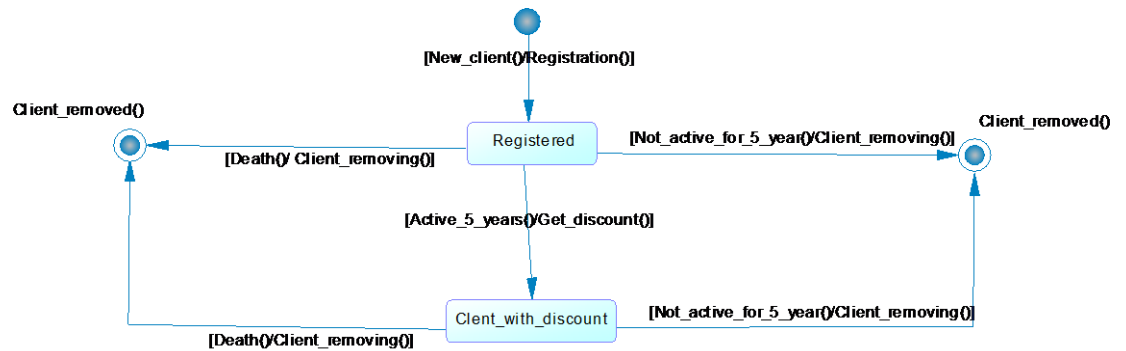 [New_client()/Registration()]
Client_removed()
Client_removed()
Registered
[Not_active_for_5_year()/Client_removing()]
[Death()/ Client_removing()]
[Active_5_years()/Get_discount()]
Clent_with_discount
[Not_active_for_5_year()/Client_removing()]
[Death()/Client_removing()]